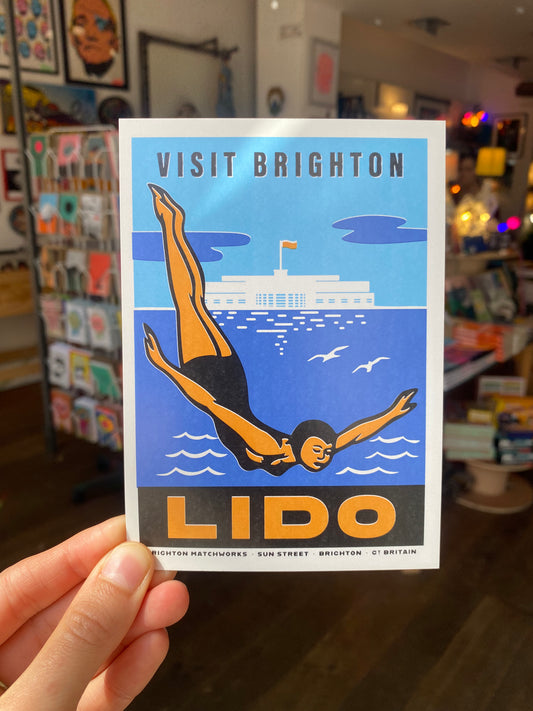 VISIT BRIGHTON
LIDO
BRIGHTON MATCHWORKS · SUN STREET · BRIGHTON · Gᵀ BRITAIN